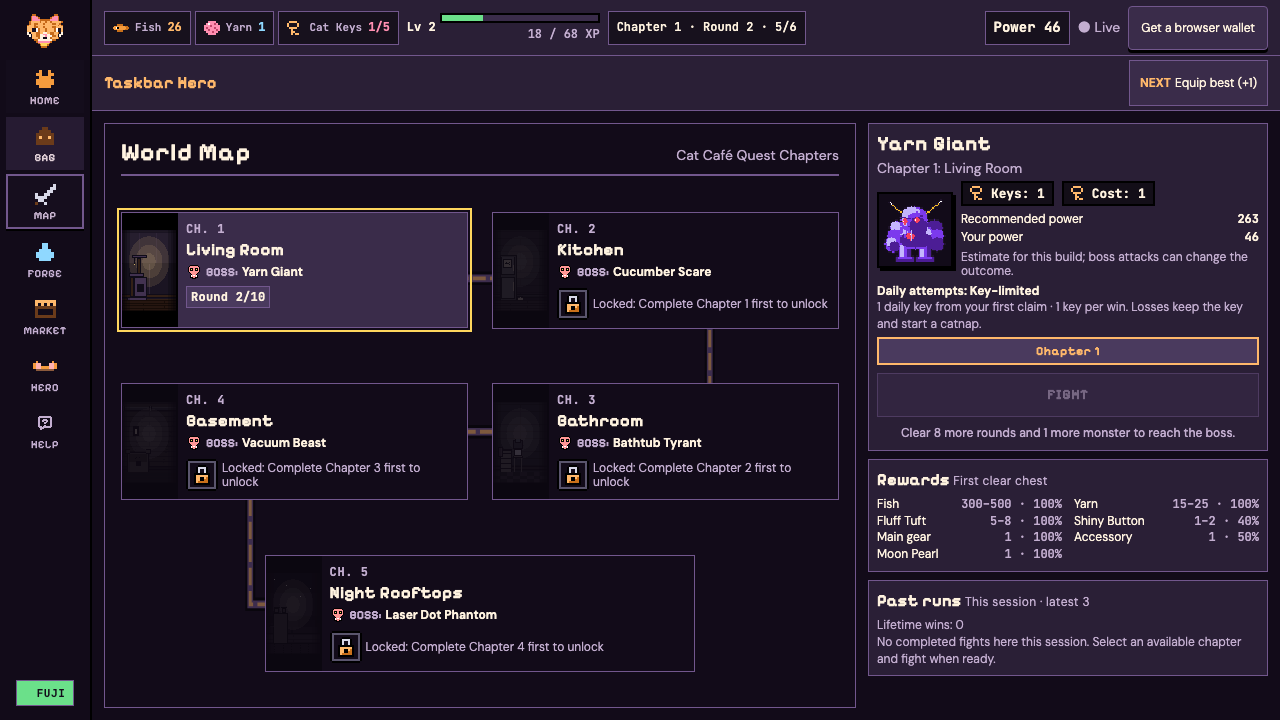 Fish 26
Yarn 1
Cat Keys 1/5
Lv 2
18 / 68 XP
Chapter 1 · Round 2 · 5/6
Power 46
Live
Get a browser wallet
Taskbar Hero
NEXT Equip best (+1)
HOME
BAG
MAP
FORGE
MARKET
HERO
HELP
FUJI
World Map
Cat Café Quest Chapters
CH. 1
Living Room
BOSS: Yarn Giant
Round 2/10
CH. 2
Kitchen
BOSS: Cucumber Scare
Locked: Complete Chapter 1 first to unlock
CH. 4
Basement
BOSS: Vacuum Beast
Locked: Complete Chapter 3 first to
unlock
CH. 3
Bathroom
BOSS: Bathtub Tyrant
Locked: Complete Chapter 2 first to
unlock
CH. 5
Night Rooftops
BOSS: Laser Dot Phantom
Locked: Complete Chapter 4 first to unlock
Yarn Giant
Chapter 1: Living Room
Keys: 1
Cost: 1
Recommended power 263
Your power 46
Estimate for this build; boss attacks can change the
outcome.
Daily attempts: Key-limited
1 daily key from your first claim · 1 key per win. Losses keep the key
and start a catnap.
Chapter 1
FIGHT
Clear 8 more rounds and 1 more monster to reach the boss.
Rewards First clear chest
Fish 300–500 · 100% Yarn 15–25 · 100%
Fluff Tuft 5–8 · 100% Shiny Button 1–2 · 40%
Main gear 1 · 100% Accessory 1 · 50%
Moon Pearl 1 · 100%
Past runs This session · latest 3
Lifetime wins: 0
No completed fights here this session. Select an available chapter
and fight when ready.